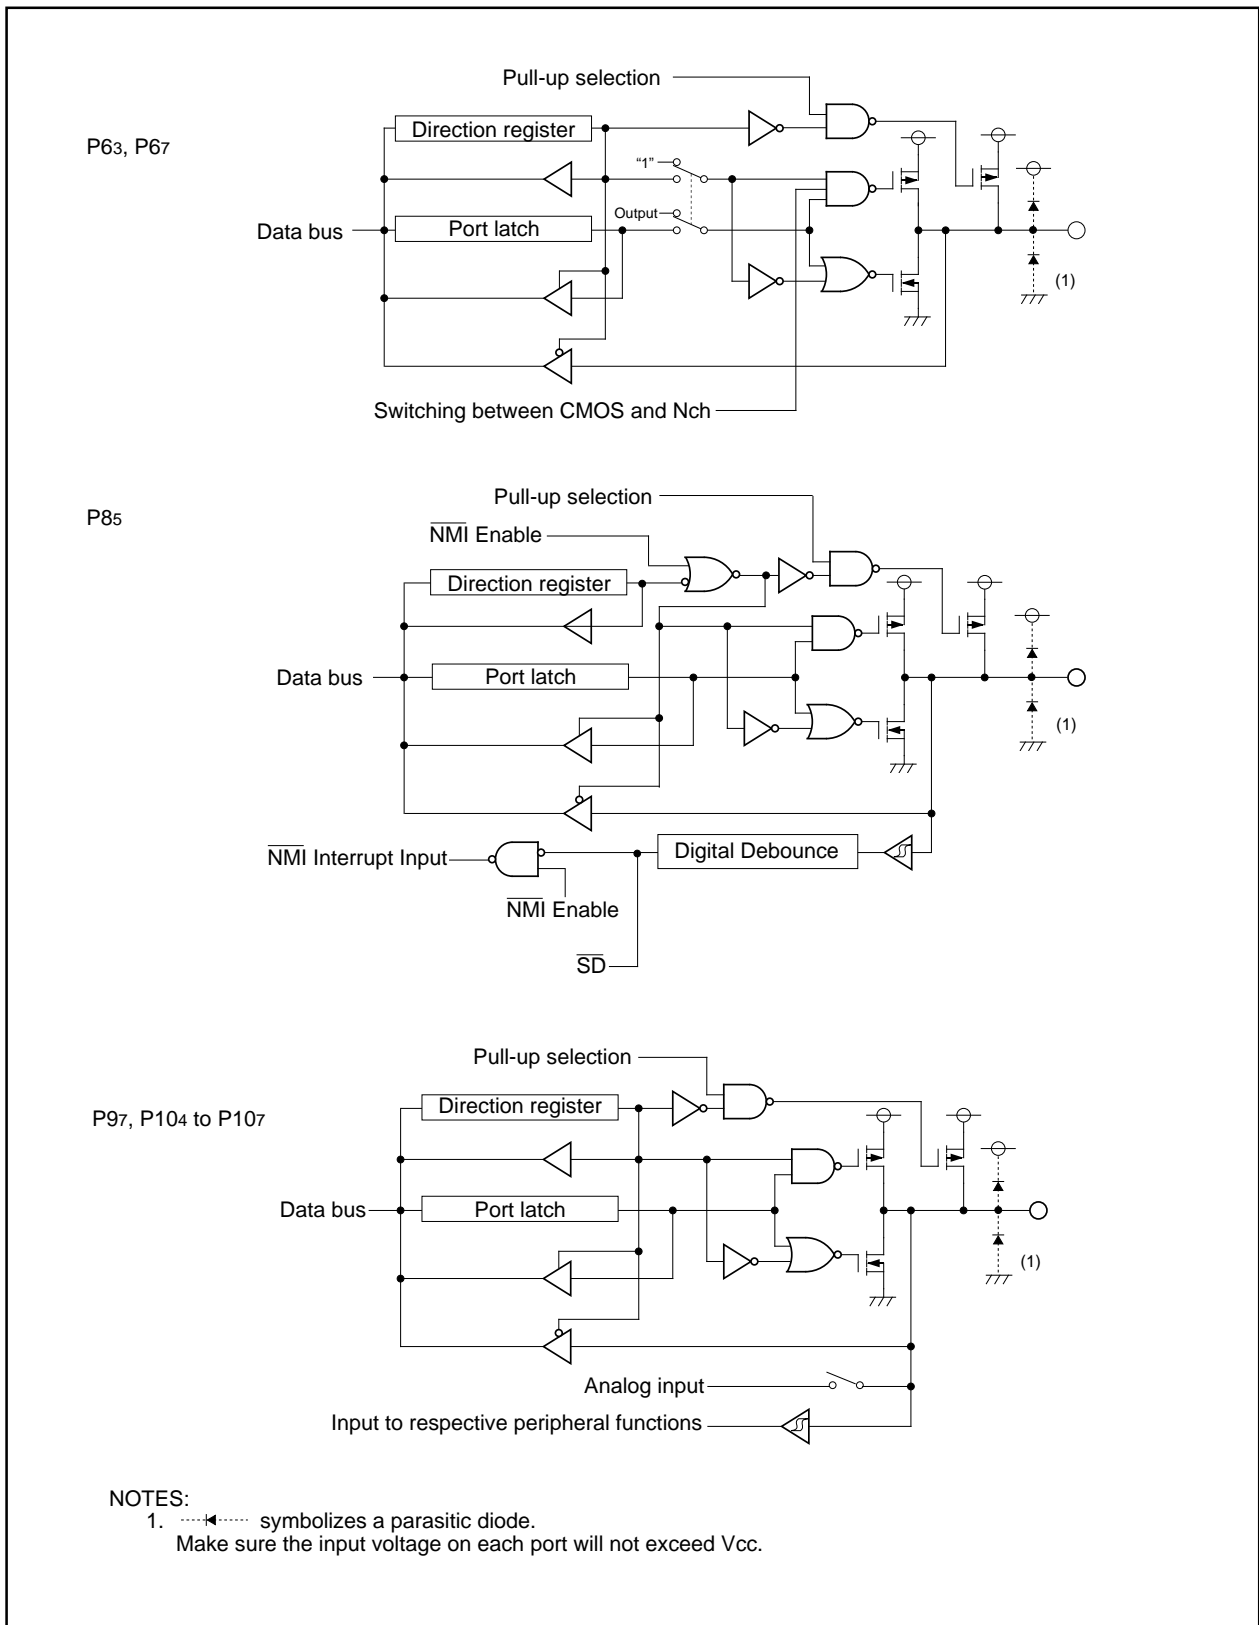 Pull-up selection
Direction register
P63, P67
"1"
Output
Data bus
Port latch
(1)
Switching between CMOS and Nch
Pull-up selection
P85
NMI Enable
Direction register
Data bus
Port latch
(1)
NMI Interrupt Input
Digital Debounce
NMI Enable
SD
Pull-up selection
Direction register
P97, P104 to P107
Data bus
Port latch
(1)
Analog input
Input to respective peripheral functions
NOTES:
1. symbolizes a parasitic diode.
Make sure the input voltage on each port will not exceed Vcc.